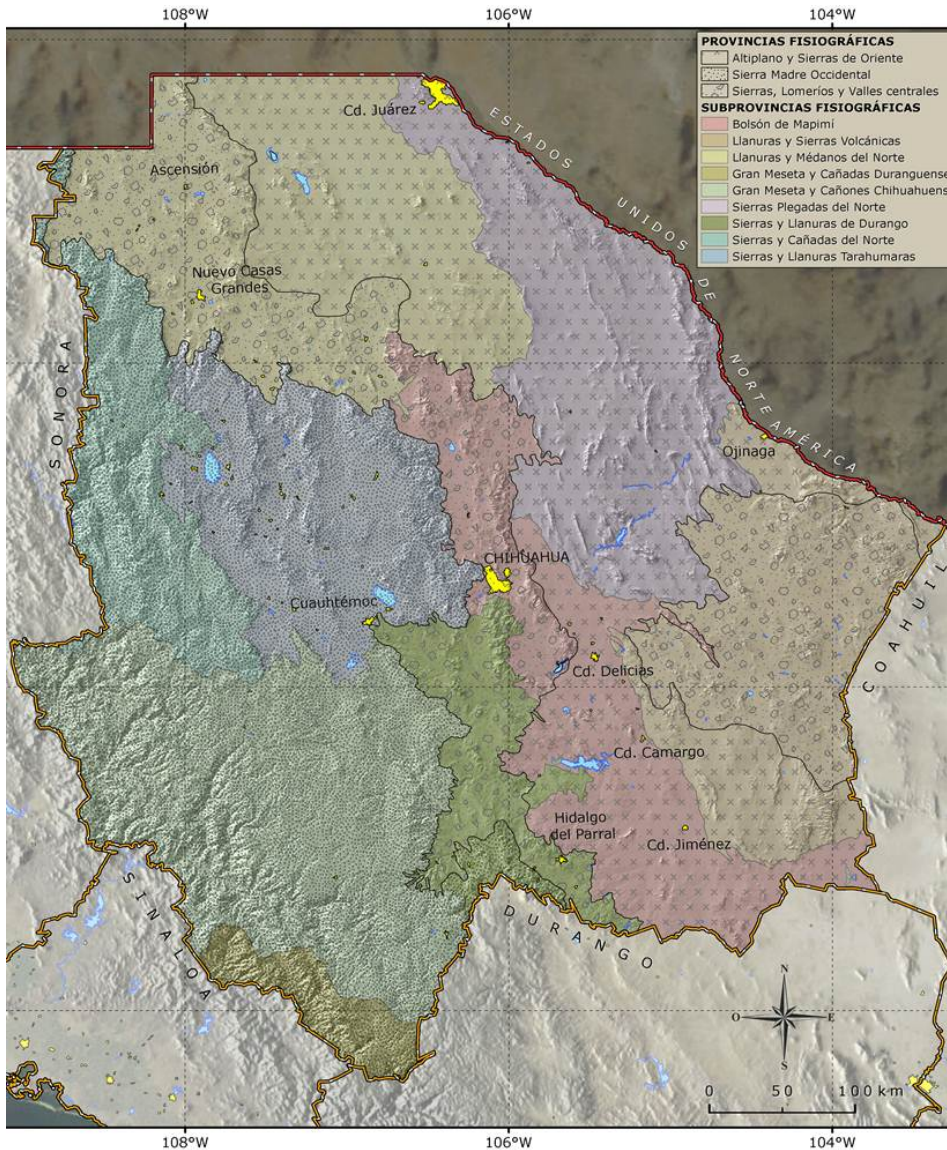 108°W 106°W 104°W
PROVINCIAS FISIOGRÁFICAS
Altiplano y Sierras de Oriente
Sierra Madre Occidental
Sierras, Lomeríos y Valles centrales
SUBPROVINCIAS FISIOGRÁFICAS
Bolsón de Mapimí
Llanuras y Sierras Volcánicas
Llanuras y Médanos del Norte
Gran Meseta y Cañadas Duranguense
Gran Meseta y Cañones Chihuahuens
Sierras Plegadas del Norte
Sierras y Llanuras de Durango
Sierras y Cañadas del Norte
Sierras y Llanuras Tarahumaras
Cd. Juárez
ESTADOS UNIDOS DE NORTE AMÉRICA
Ascensión
Nuevo Casas
Grandes
SONORA
Ojinaga
CHIHUAHUA
Cuauhtémoc
COAHUIL
Cd. Delicias
Cd. Camargo
Hidalgo
del Parral
Cd. Jiménez
SINALOA
DURANGO
N
O E
S
0 50 100 km
108°W 106°W 104°W